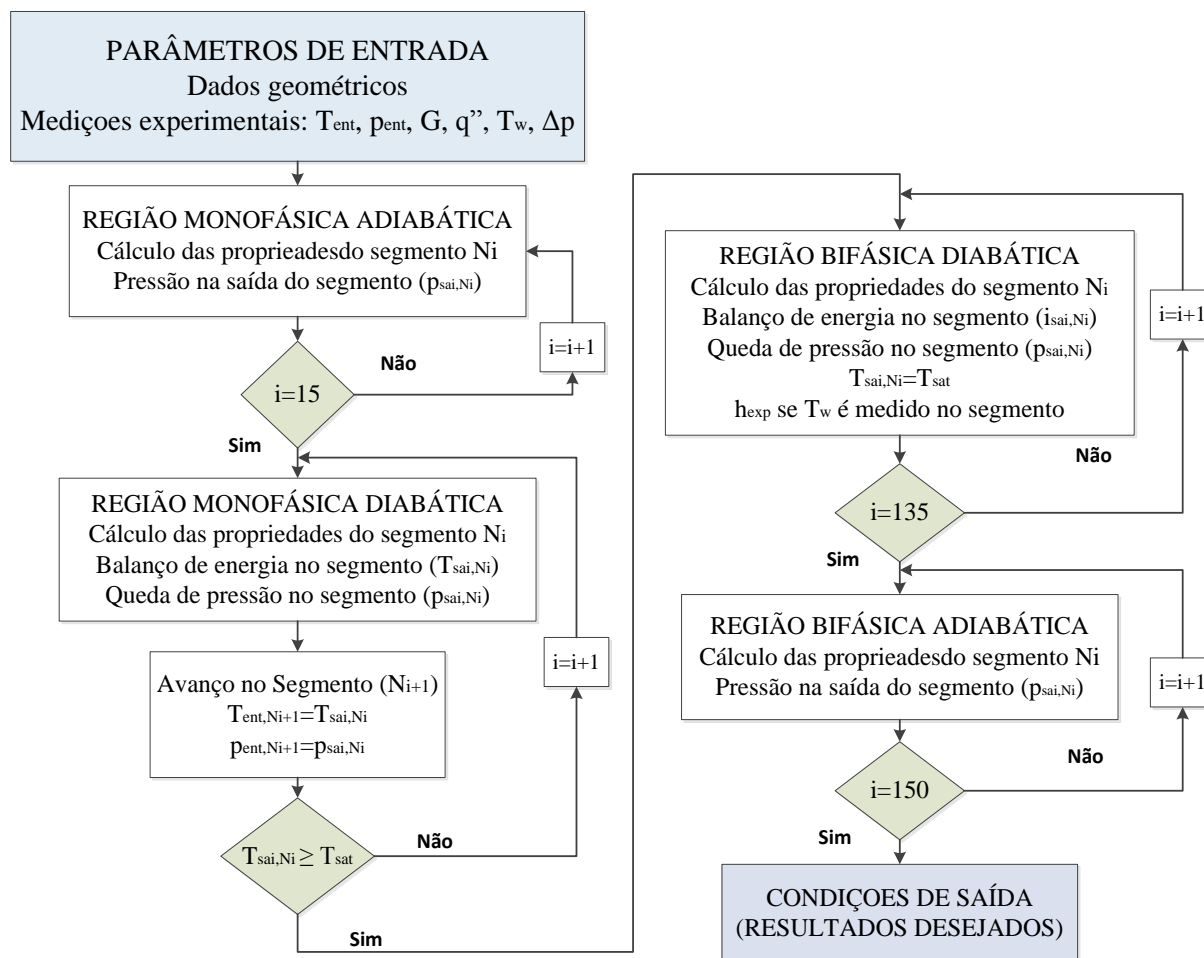 PARÂMETROS DE ENTRADA
Dados geométricos
Mediçoes experimentais: Tent, pent, G, q”, Tw, Δp
REGIÃO MONOFÁSICA ADIABÁTICA
Cálculo das proprieadesdo segmento Ni
Pressão na saída do segmento (psai,Ni)
i=i+1
Não
i=15
Sim
REGIÃO MONOFÁSICA DIABÁTICA
Cálculo das propriedades do segmento Ni
Balanço de energia no segmento (Tsai,Ni)
Queda de pressão no segmento (psai,Ni)
i=i+1
Avanço no Segmento (Ni+1)
Tent,Ni+1=Tsai,Ni
pent,Ni+1=psai,Ni
Não
Tsai,Ni ≥ Tsat
Sim
REGIÃO BIFÁSICA DIABÁTICA
Cálculo das propriedades do segmento Ni
Balanço de energia no segmento (isai,Ni)
Queda de pressão no segmento (psai,Ni)
Tsai,Ni=Tsat
hexp se Tw é medido no segmento
i=i+1
Não
i=135
Sim
REGIÃO BIFÁSICA ADIABÁTICA
Cálculo das proprieadesdo segmento Ni
Pressão na saída do segmento (psai,Ni)
i=i+1
Não
i=150
Sim
CONDIÇOES DE SAÍDA
(RESULTADOS DESEJADOS)